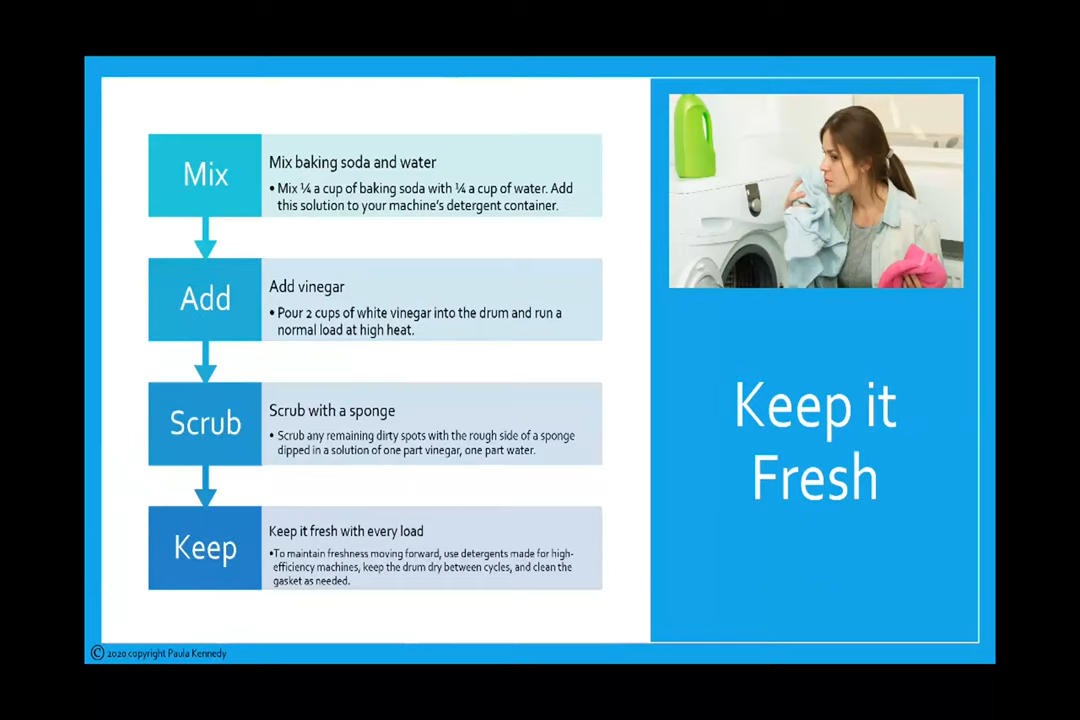 Mix
Mix baking soda and water
• Mix ¼ a cup of baking soda with ¼ a cup of water. Add
this solution to your machine's detergent container.
Add
Add vinegar
• Pour 2 cups of white vinegar into the drum and run a
normal load at high heat.
Scrub
Scrub with a sponge
• Scrub any remaining dirty spots with the rough side of a sponge
dipped in a solution of one part vinegar, one part water.
Keep
Keep it fresh with every load
•To maintain freshness moving forward, use detergents made for high-
efficiency machines, keep the drum dry between cycles, and clean the
gasket as needed.
Keep it
Fresh
© 2020 copyright Paula Kennedy